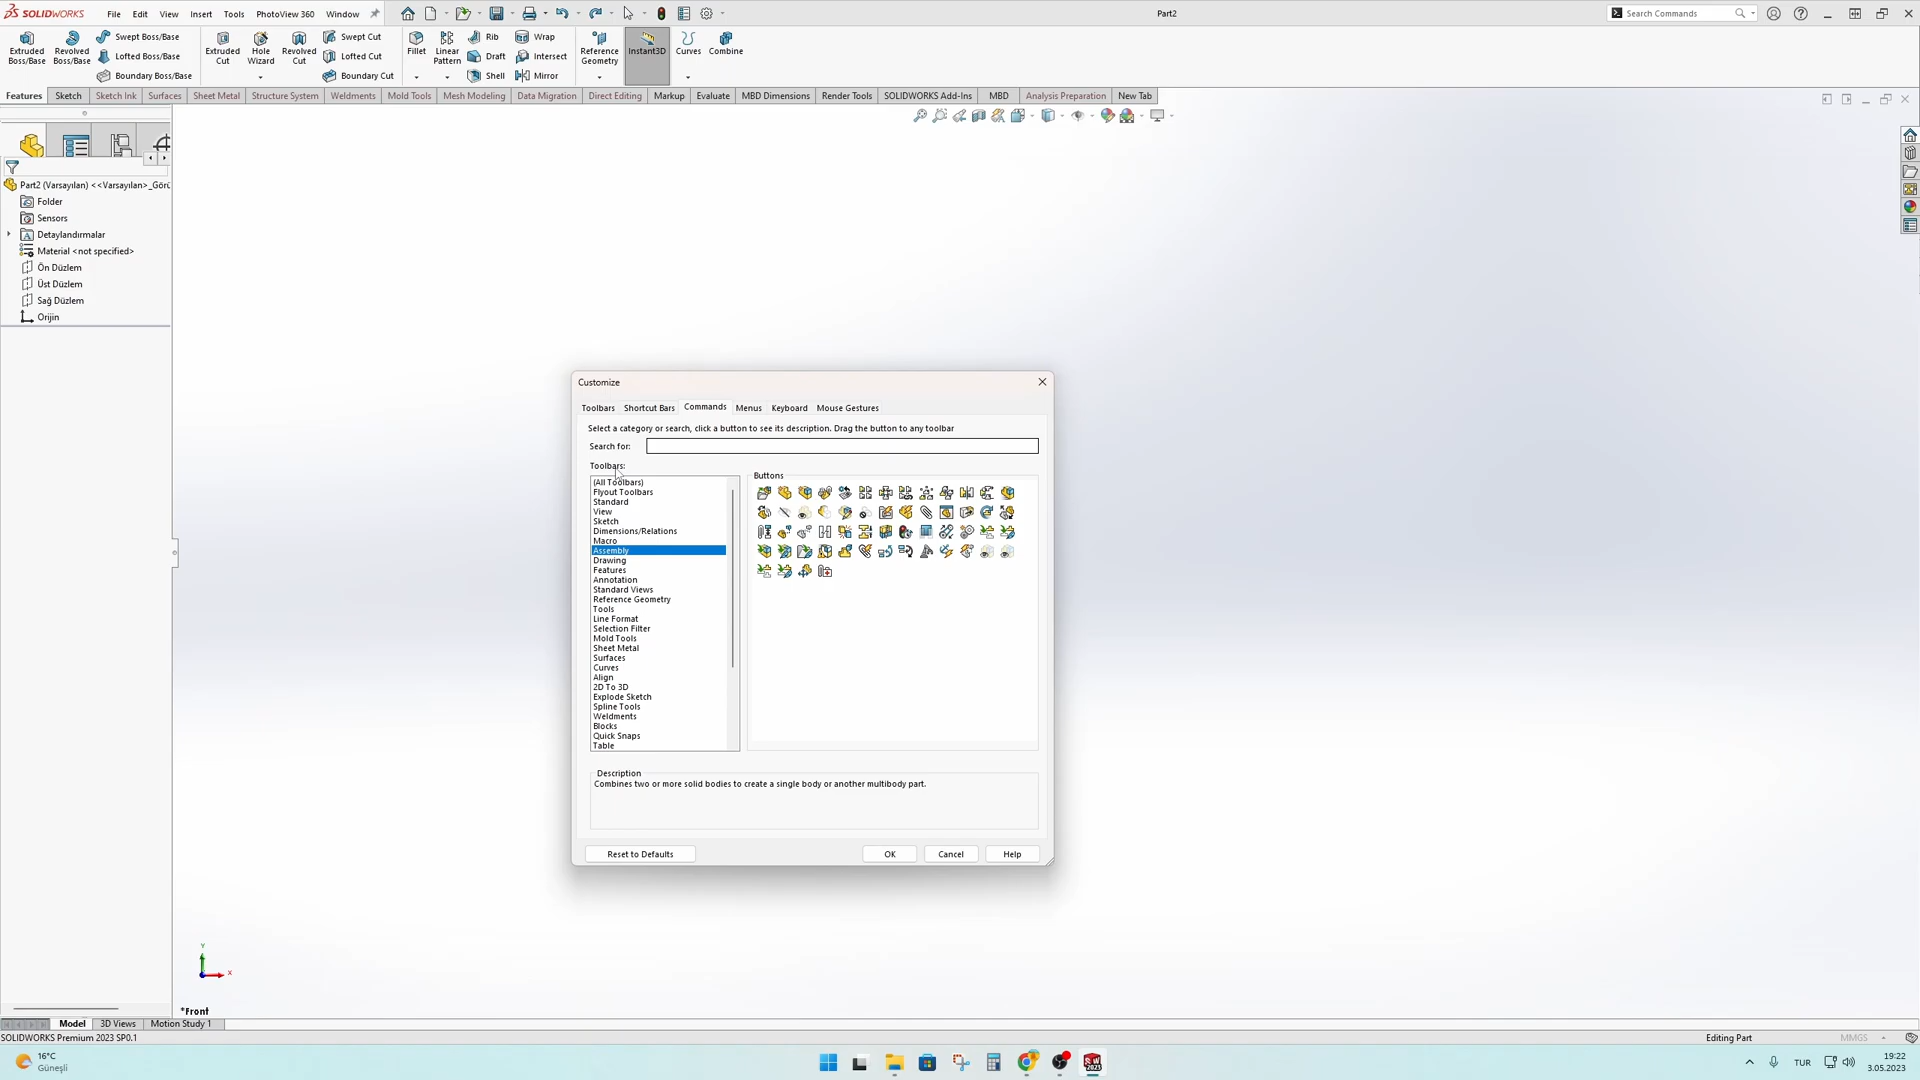 SOLIDWORKS File Edit View Insert Tools PhotoView 360 Window Part2 Search Commands
Extruded Boss/Base
Revolved Boss/Base
Swept Boss/Base
Lofted Boss/Base
Boundary Boss/Base
Extruded Cut
Hole Wizard
Revolved Cut
Swept Cut
Lofted Cut
Boundary Cut
Fillet
Linear Pattern
Rib
Draft
Shell
Wrap
Intersect
Mirror
Reference Geometry
Instant3D
Curves
Combine
Features Sketch Sketch Ink Surfaces Sheet Metal Structure System Weldments Mold Tools Mesh Modeling Data Migration Direct Editing Markup Evaluate MBD Dimensions Render Tools SOLIDWORKS Add-Ins MBD Analysis Preparation New Tab
Part2 (Varsayılan) <<Varsayılan>_Görü
Folder
Sensors
Detaylandırmalar
Material <not specified>
Ön Düzlem
Üst Düzlem
Sağ Düzlem
Orijin
Customize
Toolbars Shortcut Bars Commands Menus Keyboard Mouse Gestures
Select a category or search, click a button to see its description. Drag the button to any toolbar
Search for:
Toolbars:
Buttons
(All Toolbars)
Flyout Toolbars
Standard
View
Sketch
Dimensions/Relations
Macro
Assembly
Drawing
Features
Annotation
Standard Views
Reference Geometry
Tools
Line Format
Selection Filter
Mold Tools
Sheet Metal
Surfaces
Curves
Align
2D To 3D
Explode Sketch
Spline Tools
Weldments
Blocks
Quick Snaps
Table
Description
Combines two or more solid bodies to create a single body or another multibody part.
Reset to Defaults OK Cancel Help
Y
X
*Front
Model 3D Views Motion Study 1
SOLIDWORKS Premium 2023 SP0.1 Editing Part MMGS
16°C
Güneşli
TUR
19:22
3.05.2023